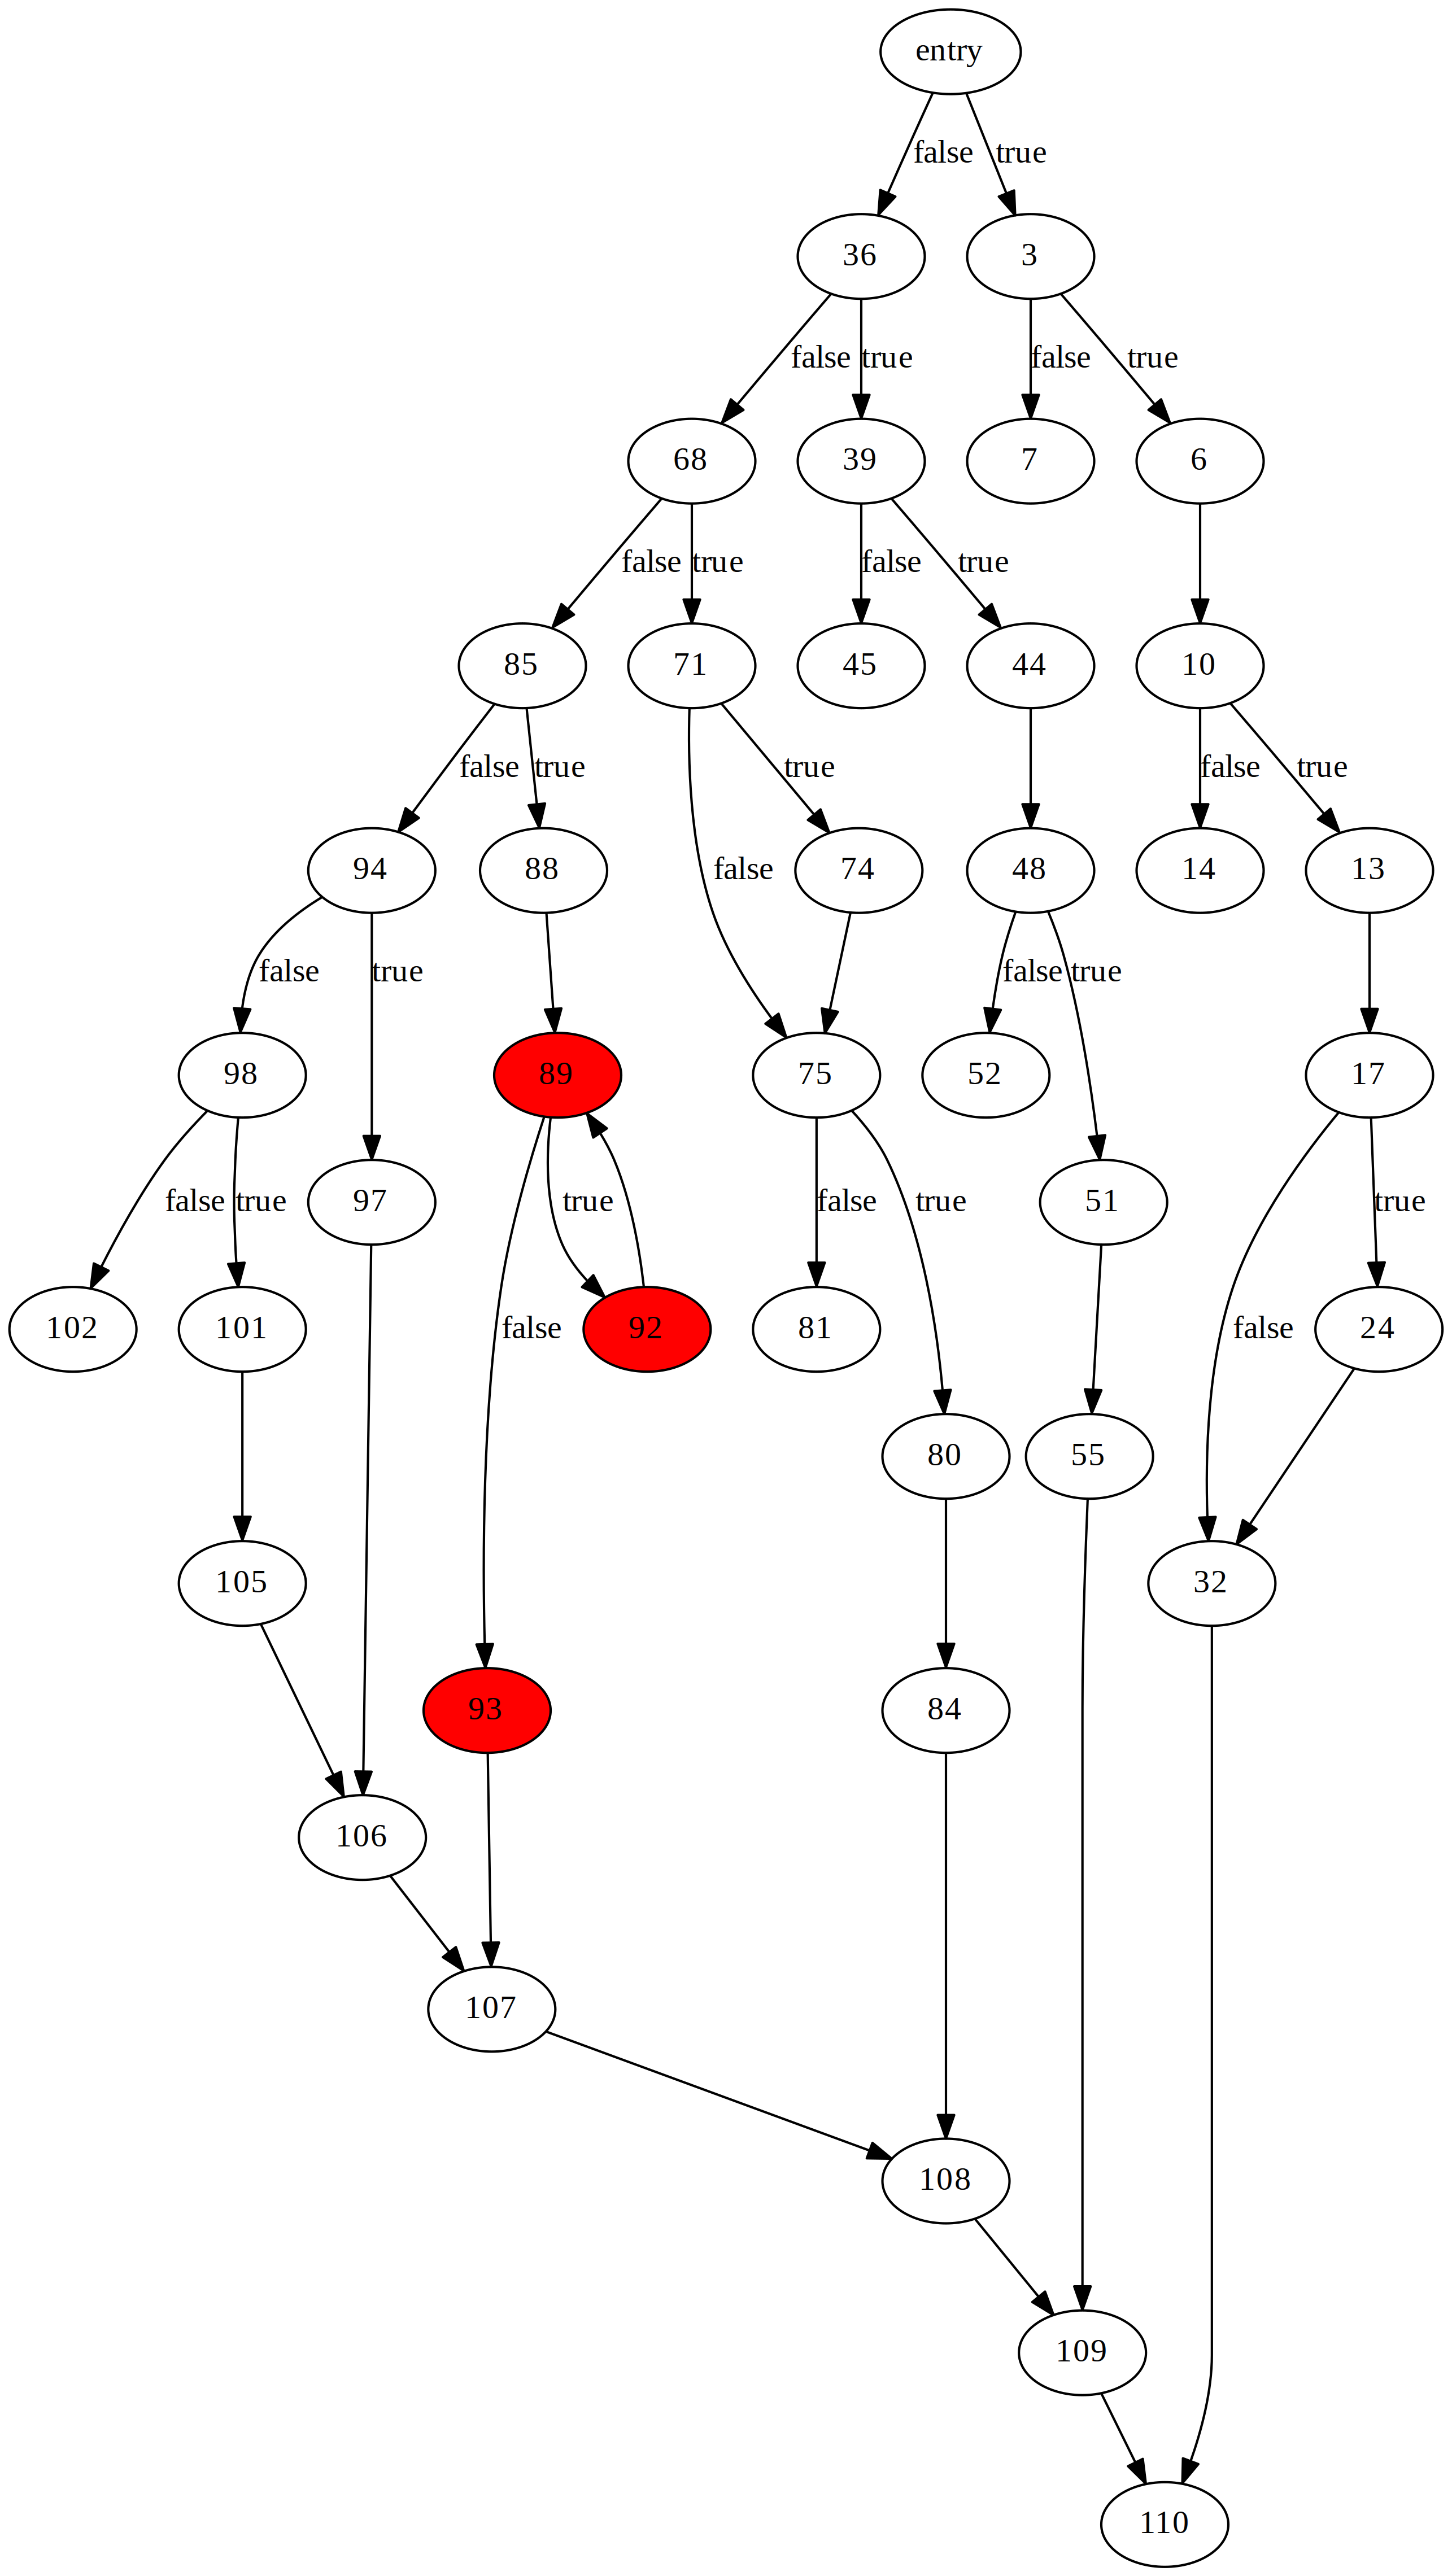 entry
false true
36 3
false true false true
68 39 7 6
false true false true
85 71 45 44 10
false true true false true
94 88 false 74 48 14 13
false true false true
98 89 75 52 17
false true 97 true false true 51 true
102 101 false 92 81 false 24
80 55
105 32
93 84
106
107
108
109
110